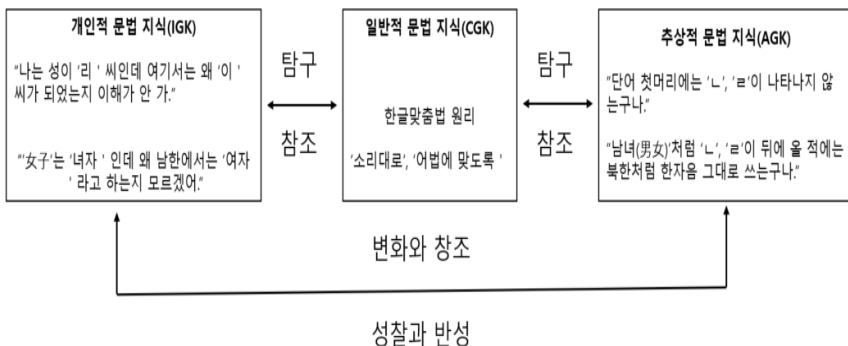 개인적 문법 지식(IGK)
"나는 성이 '리 ' 씨인데 여기서는 왜 '이 '
씨가 되었는지 이해가 안 가."
"'女子'는 '녀자 ' 인데 왜 남한에서는 '여자
' 라고 하는지 모르겠어."
탐구
참조
일반적 문법 지식(CGK)
한글맞춤법 원리
'소리대로', '어법에 맞도록 '
탐구
참조
추상적 문법 지식(AGK)
"단어 첫머리에는 'ㄴ', 'ㄹ'이 나타나지 않
는구나."
"남녀(男女)'처럼 'ㄴ', 'ㄹ'이 뒤에 올 적에는
북한처럼 한자음 그대로 쓰는구나."
변화와 창조
성찰과 반성